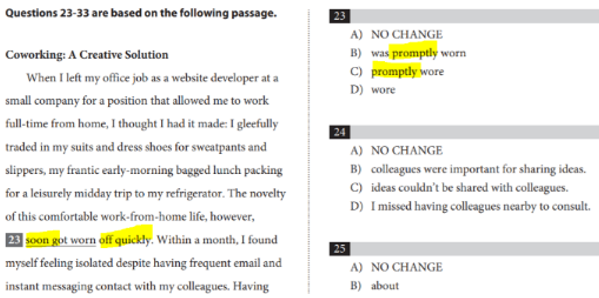 Questions 23-33 are based on the following passage.
Coworking: A Creative Solution
When I left my office job as a website developer at a
small company for a position that allowed me to work
full-time from home, I thought I had it made: I gleefully
traded in my suits and dress shoes for sweatpants and
slippers, my frantic early-morning bagged lunch packing
for a leisurely midday trip to my refrigerator. The novelty
of this comfortable work-from-home life, however,
23 soon got worn off quickly. Within a month, I found
myself feeling isolated despite having frequent email and
instant messaging contact with my colleagues. Having
23
A) NO CHANGE
B) was promptly worn
C) promptly wore
D) wore
24
A) NO CHANGE
B) colleagues were important for sharing ideas.
C) ideas couldn't be shared with colleagues.
D) I missed having colleagues nearby to consult.
25
A) NO CHANGE
B) about